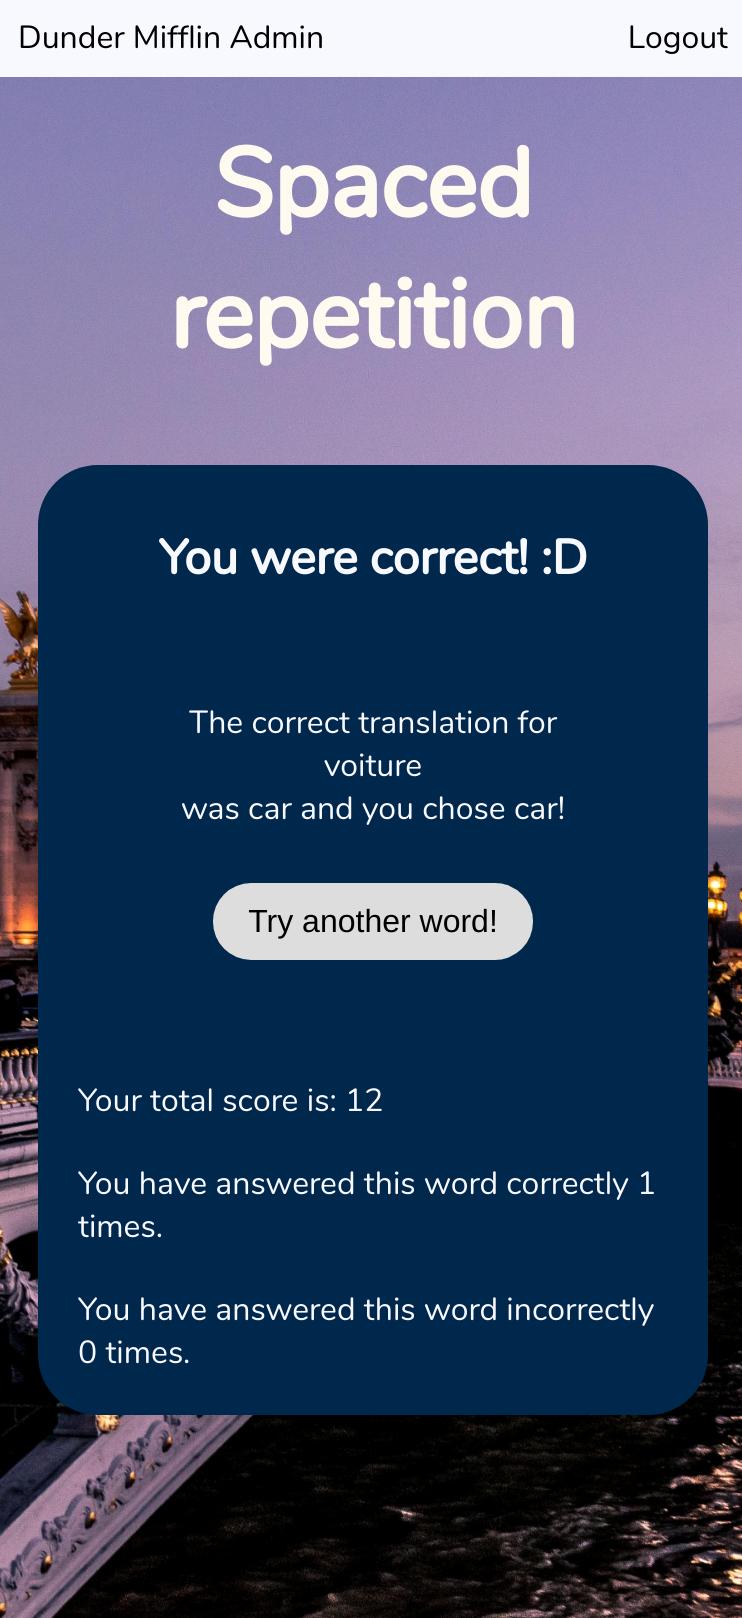 Dunder Mifflin Admin
Logout
Spaced
repetition
You were correct! :D
The correct translation for
voiture
was car and you chose car!
Try another word!
Your total score is: 12
You have answered this word correctly 1
times.
You have answered this word incorrectly
0 times.